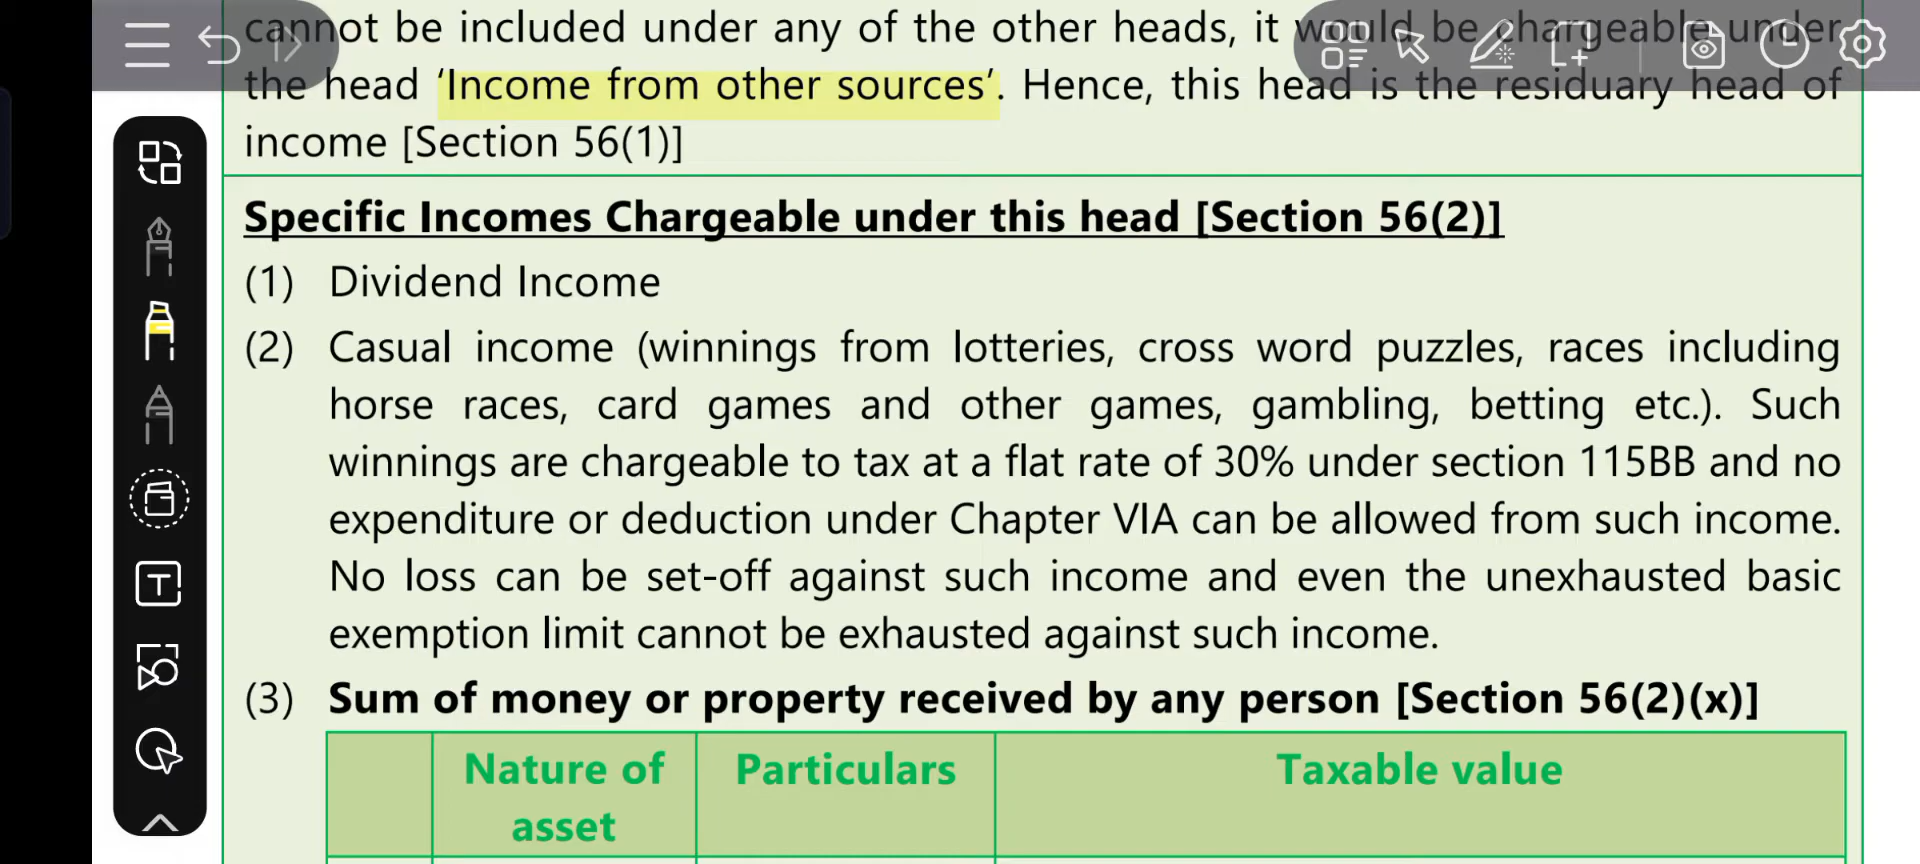 cannot be included under any of the other heads, it would be chargeable under
the head ‘Income from other sources’. Hence, this head is the residuary head of
income [Section 56(1)]
Specific Incomes Chargeable under this head [Section 56(2)]
(1) Dividend Income
(2) Casual income (winnings from lotteries, cross word puzzles, races including
horse races, card games and other games, gambling, betting etc.). Such
winnings are chargeable to tax at a flat rate of 30% under section 115BB and no
expenditure or deduction under Chapter VIA can be allowed from such income.
No loss can be set-off against such income and even the unexhausted basic
exemption limit cannot be exhausted against such income.
(3) Sum of money or property received by any person [Section 56(2)(x)]
Nature of asset
Particulars
Taxable value